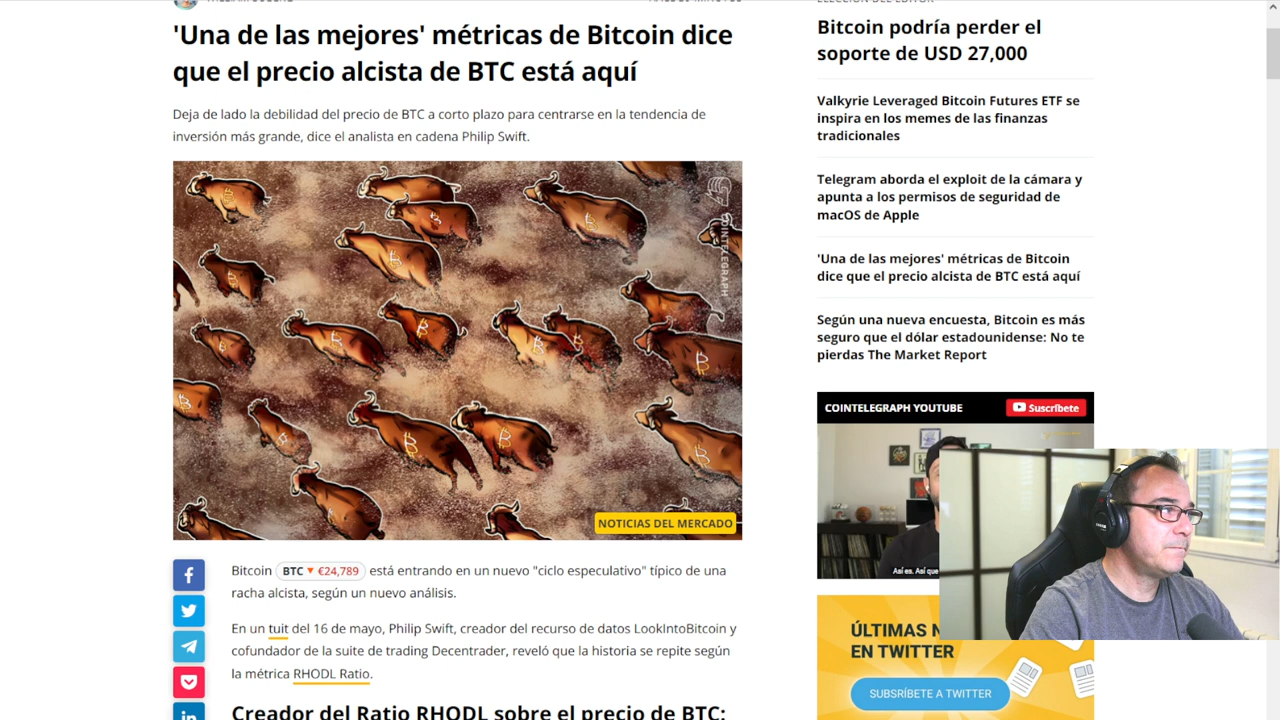 'Una de las mejores' métricas de Bitcoin dice
que el precio alcista de BTC está aquí
Deja de lado la debilidad del precio de BTC a corto plazo para centrarse en la tendencia de
inversión más grande, dice el analista en cadena Philip Swift.
COINTELEGRAPH
NOTICIAS DEL MERCADO
Bitcoin BTC ▼ €24,789 está entrando en un nuevo "ciclo especulativo" típico de una
racha alcista, según un nuevo análisis.
En un tuit del 16 de mayo, Philip Swift, creador del recurso de datos LookIntoBitcoin y
cofundador de la suite de trading Decentrader, reveló que la historia se repite según
la métrica RHODL Ratio.
Creador del Ratio RHODL sobre el precio de BTC:
Bitcoin podría perder el
soporte de USD 27,000
Valkyrie Leveraged Bitcoin Futures ETF se
inspira en los memes de las finanzas
tradicionales
Telegram aborda el exploit de la cámara y
apunta a los permisos de seguridad de
macOS de Apple
'Una de las mejores' métricas de Bitcoin
dice que el precio alcista de BTC está aquí
Según una nueva encuesta, Bitcoin es más
seguro que el dólar estadounidense: No te
pierdas The Market Report
COINTELEGRAPH YOUTUBE
Suscríbete
Así es. Así que
ÚLTIMAS N
EN TWITTER
SUBSRÍBETE A TWITTER